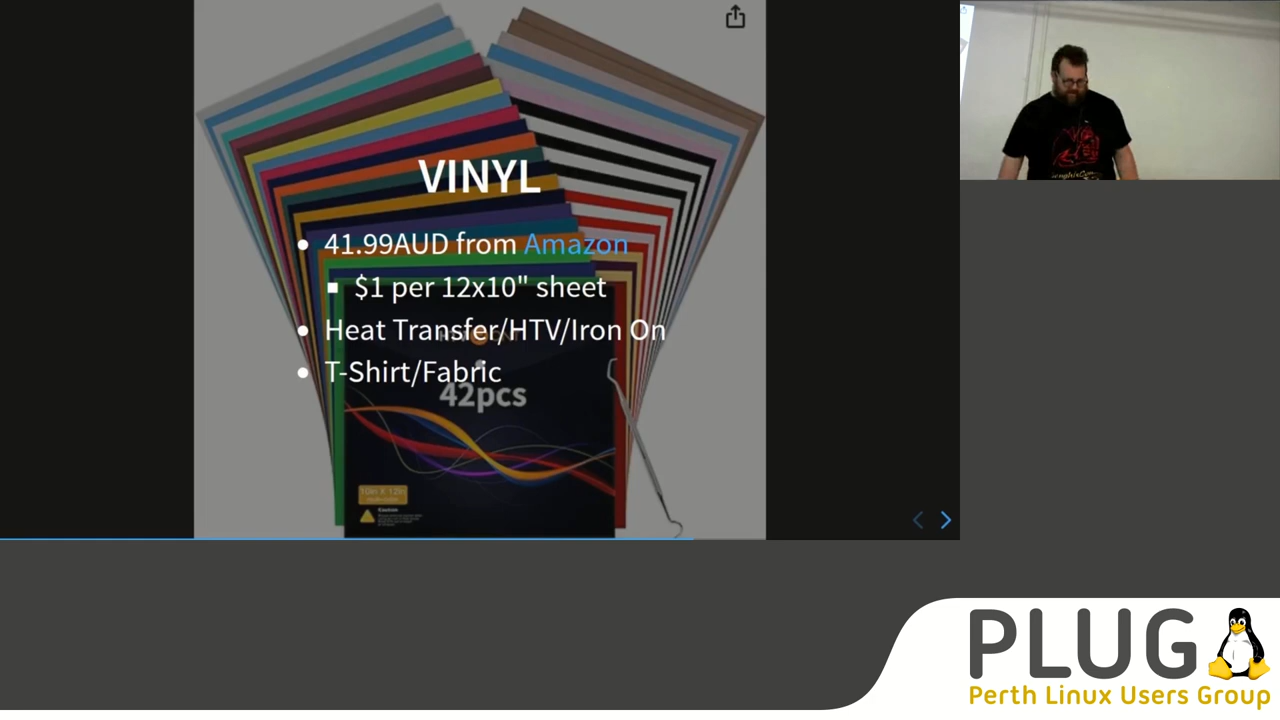 VINYL
41.99AUD from Amazon
$1 per 12x10" sheet
Heat Transfer/HTV/Iron On
T-Shirt/Fabric
42pcs
10in X 12in
Caution
PLUG
Perth Linux Users Group